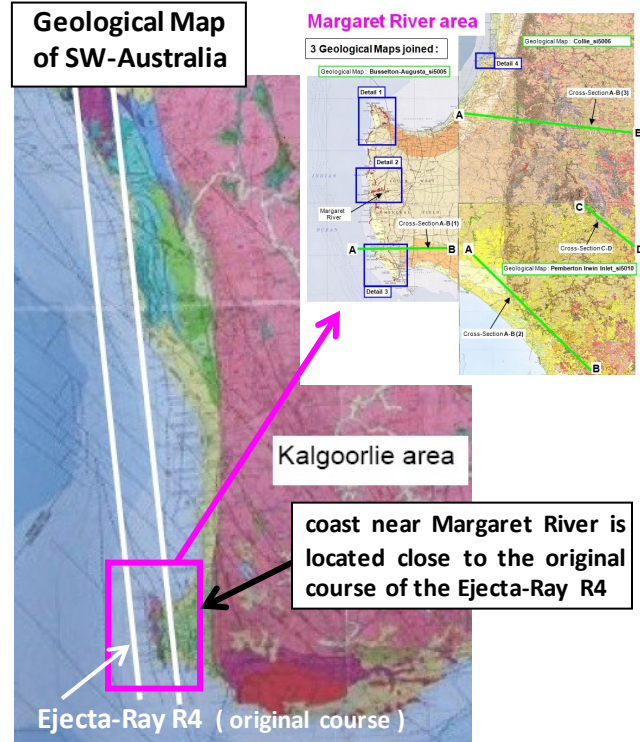 Geological Map
of SW-Australia
Margaret River area
3 Geological Maps joined :
Geological Map : Busselton-Augusta_si5005
Geological Map : Collie_si5006
Detail 4
Detail 1
Cross-Section A-B (3)
A
B
Detail 2
INDIAN
OCEAN
Margaret
River
C
Cross-Section A-B (1)
A
B
A
D
Cross-Section C-D
Geological Map : Pemberton Irwin Inlet_si5010
Detail 3
Cross-Section A-B (2)
B
Kalgoorlie area
coast near Margaret River is
located close to the original
course of the Ejecta-Ray R4
Ejecta-Ray R4 ( original course )